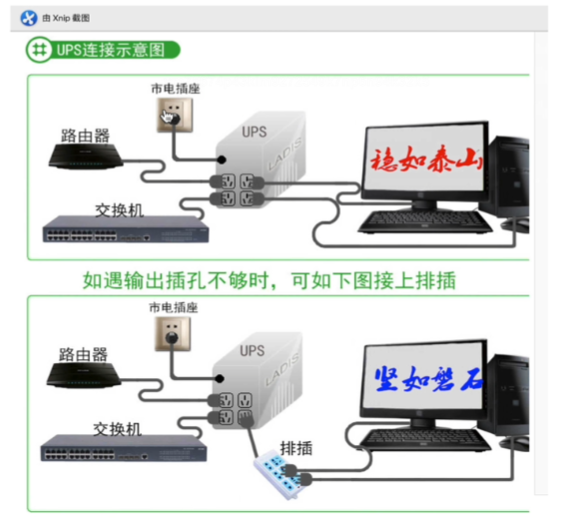 由 Xnip 截图
UPS连接示意图
市电插座
UPS
路由器
LADIS
稳如泰山
交换机
如遇输出插孔不够时，可如下图接上排插
市电插座
UPS
路由器
LADIS
坚如磐石
交换机
排插